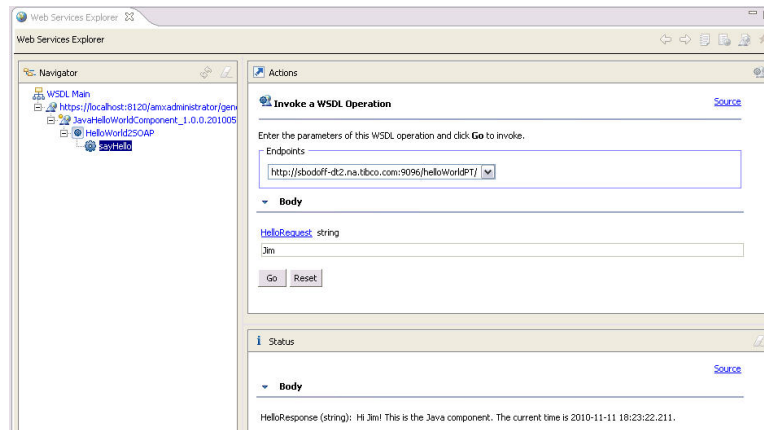 Web Services Explorer
Web Services Explorer
Navigator
WSDL Main
https://localhost:8120/amxadministrator/gene
JavaHelloWorldComponent_1.0.0.201005
HelloWorld2SOAP
sayHello
Actions
Invoke a WSDL Operation
Source
Enter the parameters of this WSDL operation and click Go to invoke.
Endpoints
http://sbodoff-dt2.na.tibco.com:9096/helloWorldPT/
Body
HelloRequest string
Jim
Go Reset
Status
Source
Body
HelloResponse (string): Hi Jim! This is the Java component. The current time is 2010-11-11 18:23:22.211.